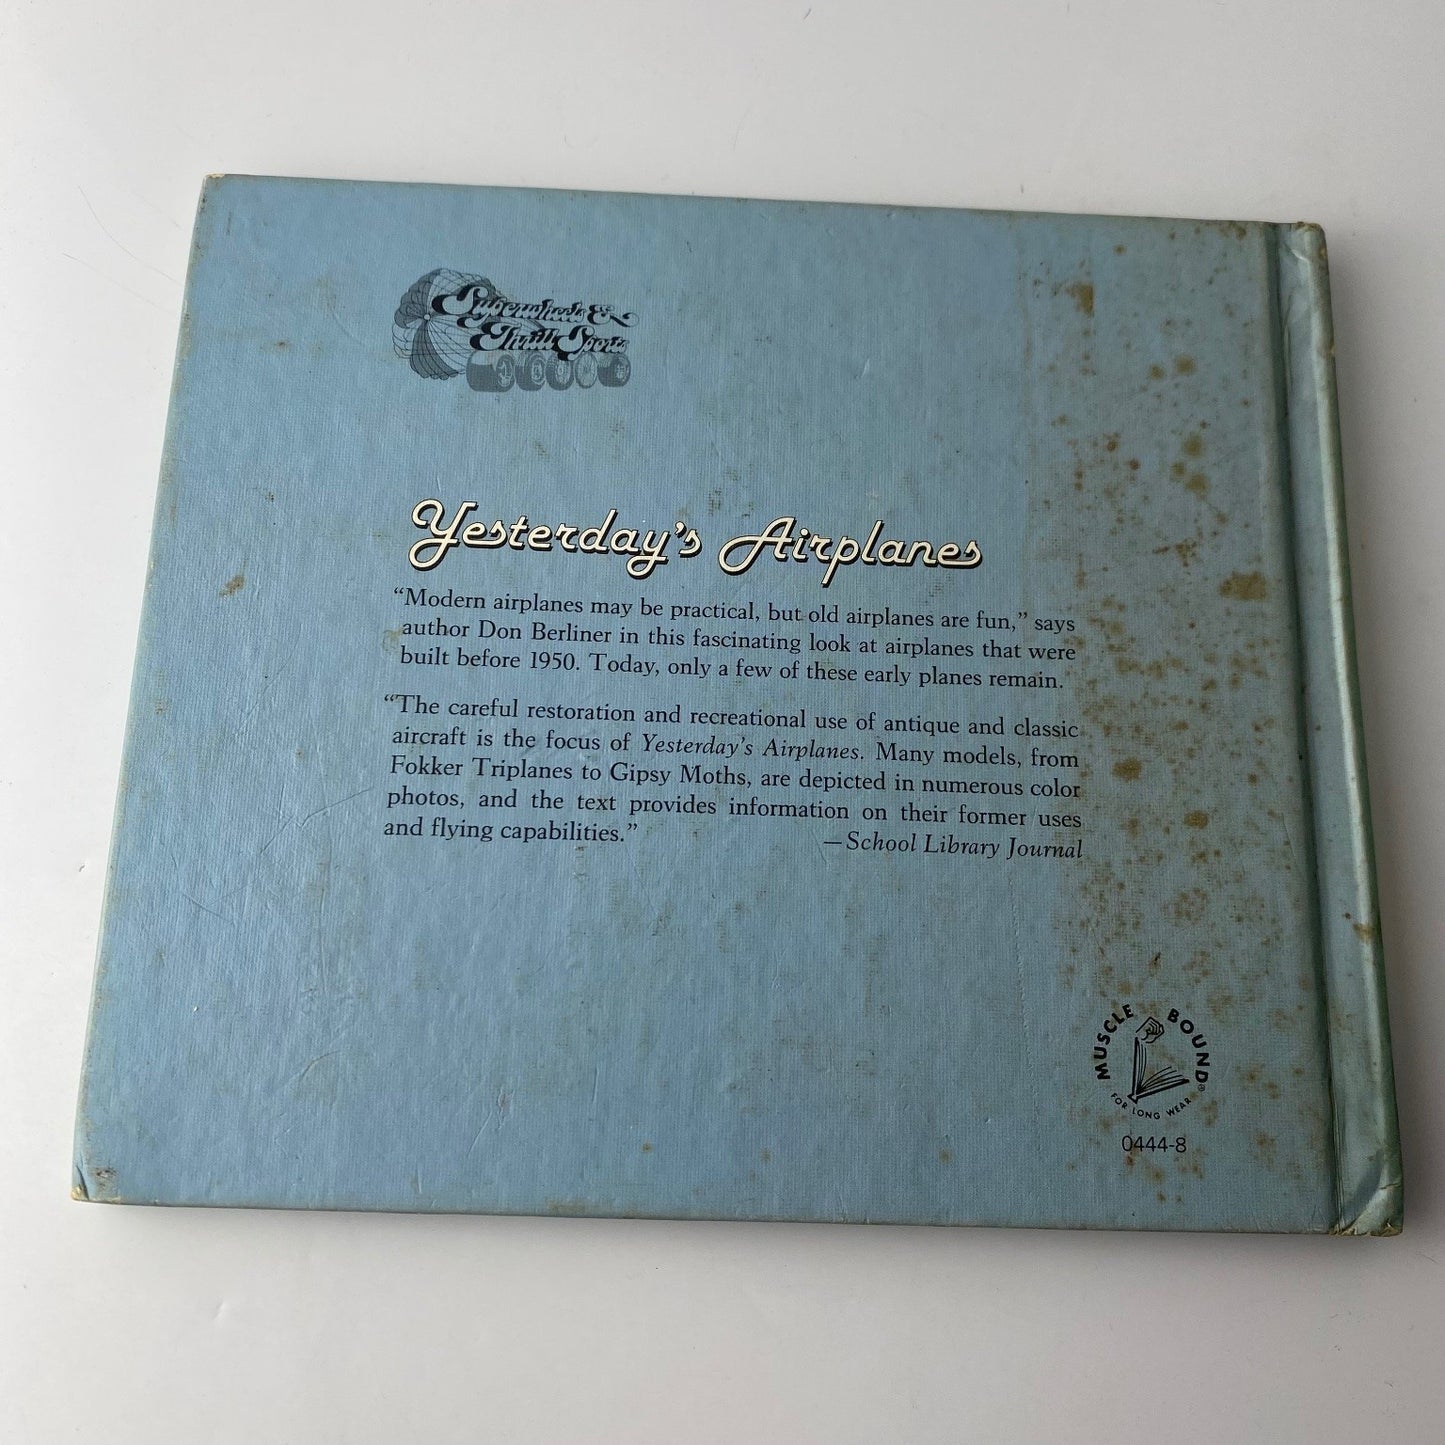 Superwheels &
Thrill Sports
Yesterday's Airplanes
“Modern airplanes may be practical, but old airplanes are fun,” says
author Don Berliner in this fascinating look at airplanes that were
built before 1950. Today, only a few of these early planes remain.
“The careful restoration and recreational use of antique and classic
aircraft is the focus of Yesterday's Airplanes. Many models, from
Fokker Triplanes to Gipsy Moths, are depicted in numerous color
photos, and the text provides information on their former uses
and flying capabilities.”
—School Library Journal
MUSCLE BOUND®
FOR LONG WEAR
0444-8